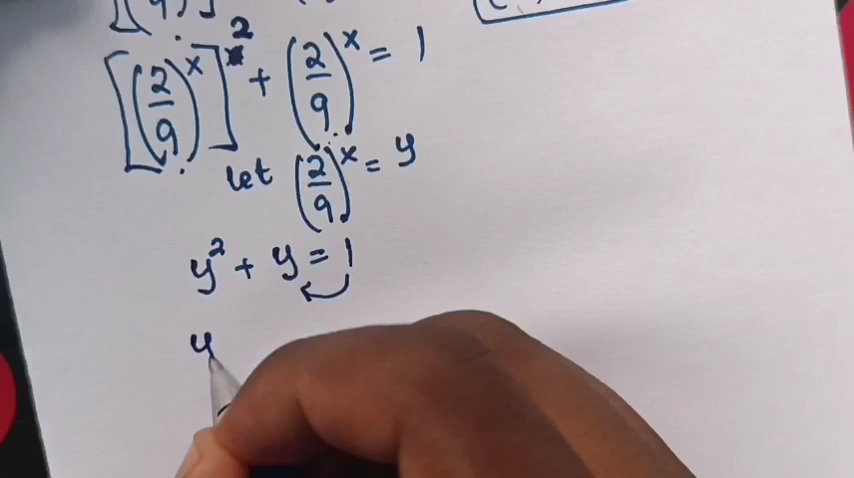 [(2/9)^x]^2 + (2/9)^x = 1
let (2/9)^x = y
y^2 + y = 1
y